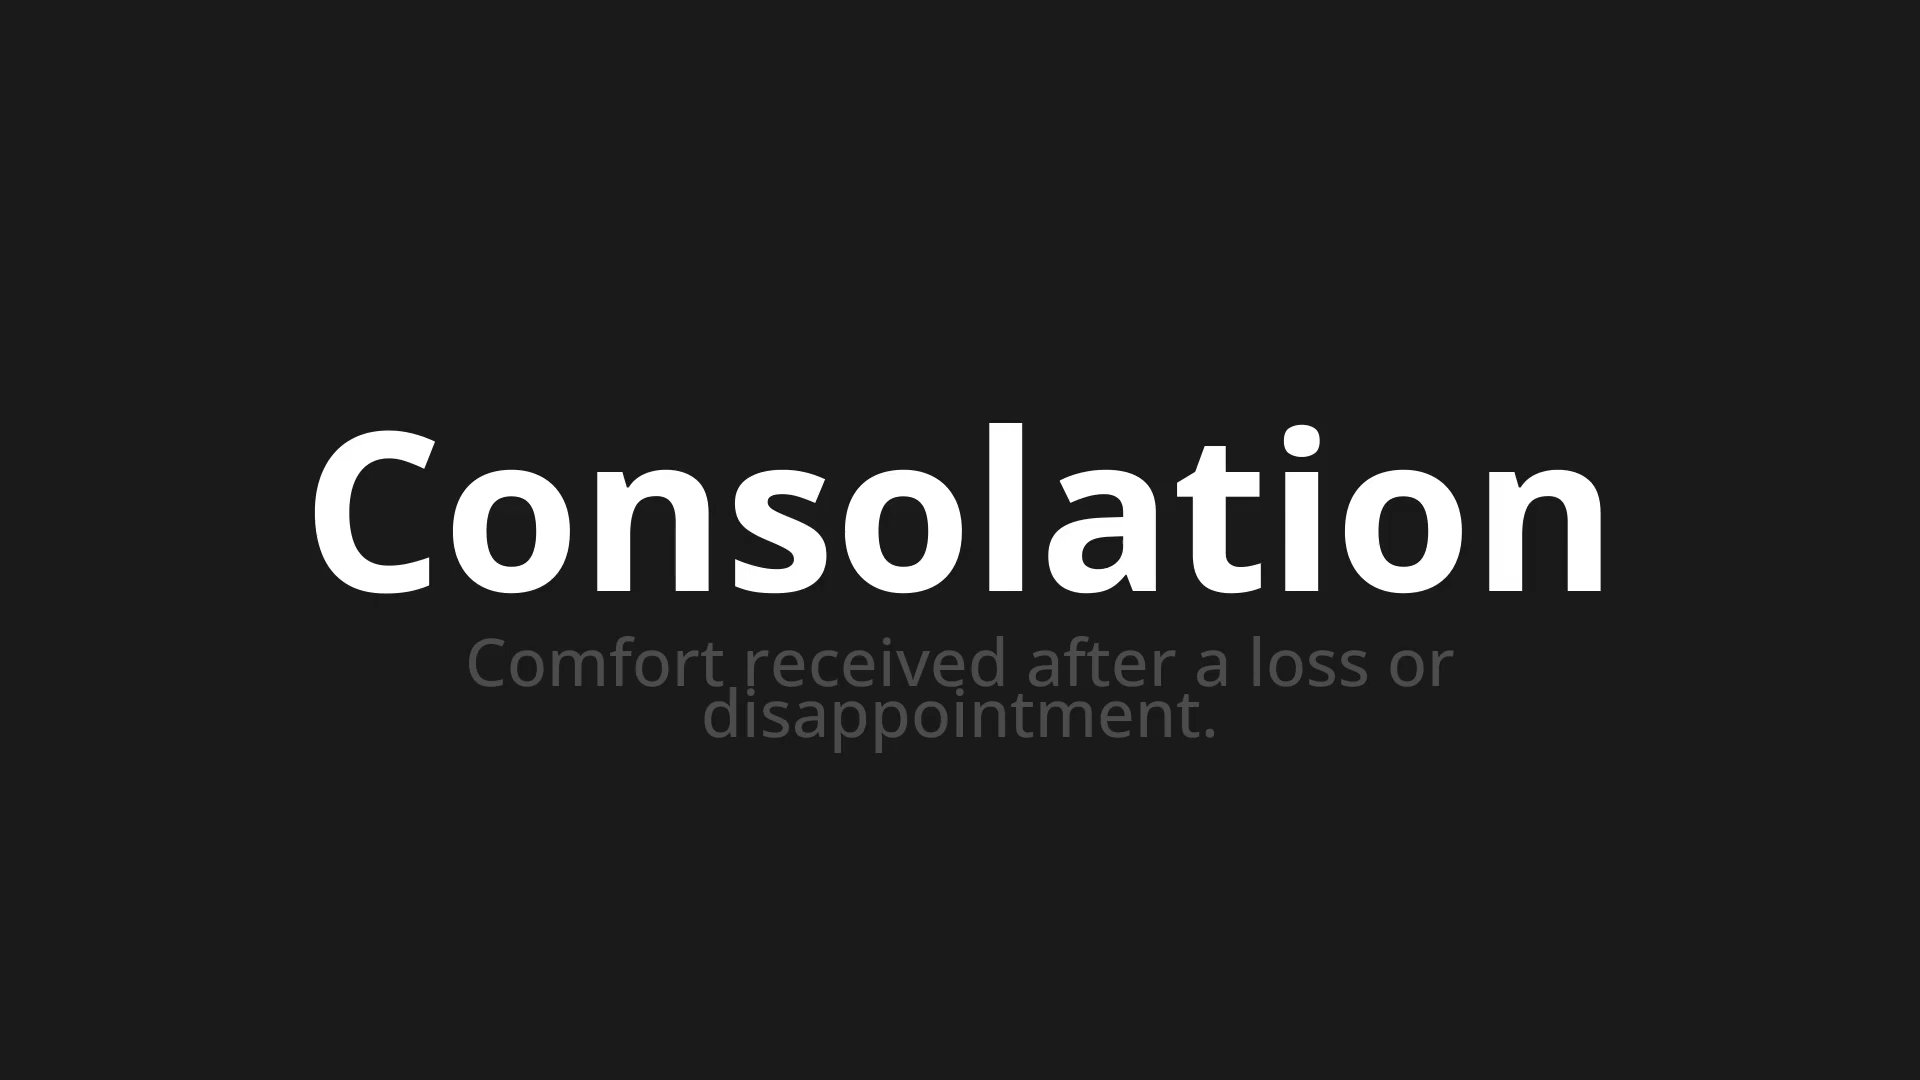 Consolation
Comfort received after a loss or
disappointment.